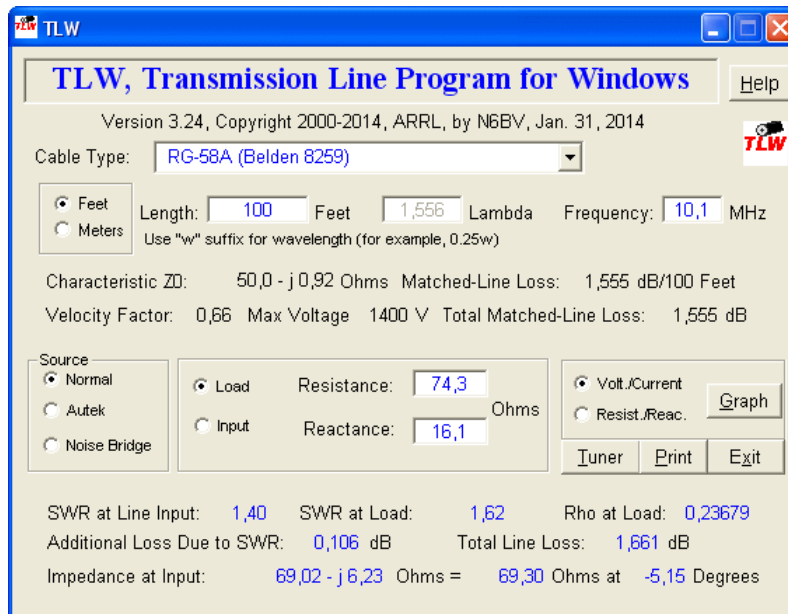 TLW
TLW, Transmission Line Program for Windows
Help
Version 3.24, Copyright 2000-2014, ARRL, by N6BV, Jan. 31, 2014
TLW
Cable Type: RG-58A (Belden 8259)
Feet
Meters
Length: 100 Feet 1,556 Lambda Frequency: 10,1 MHz
Use "w" suffix for wavelength (for example, 0.25w)
Characteristic Z0: 50,0 - j 0,92 Ohms Matched-Line Loss: 1,555 dB/100 Feet
Velocity Factor: 0,66 Max Voltage 1400 V Total Matched-Line Loss: 1,555 dB
Source
Normal
Autek
Noise Bridge
Load
Input
Resistance: 74,3
Reactance: 16,1
Ohms
Volt./Current
Resist./Reac.
Graph
Tuner Print Exit
SWR at Line Input: 1,40 SWR at Load: 1,62 Rho at Load: 0,23679
Additional Loss Due to SWR: 0,106 dB Total Line Loss: 1,661 dB
Impedance at Input: 69,02 - j 6,23 Ohms = 69,30 Ohms at -5,15 Degrees